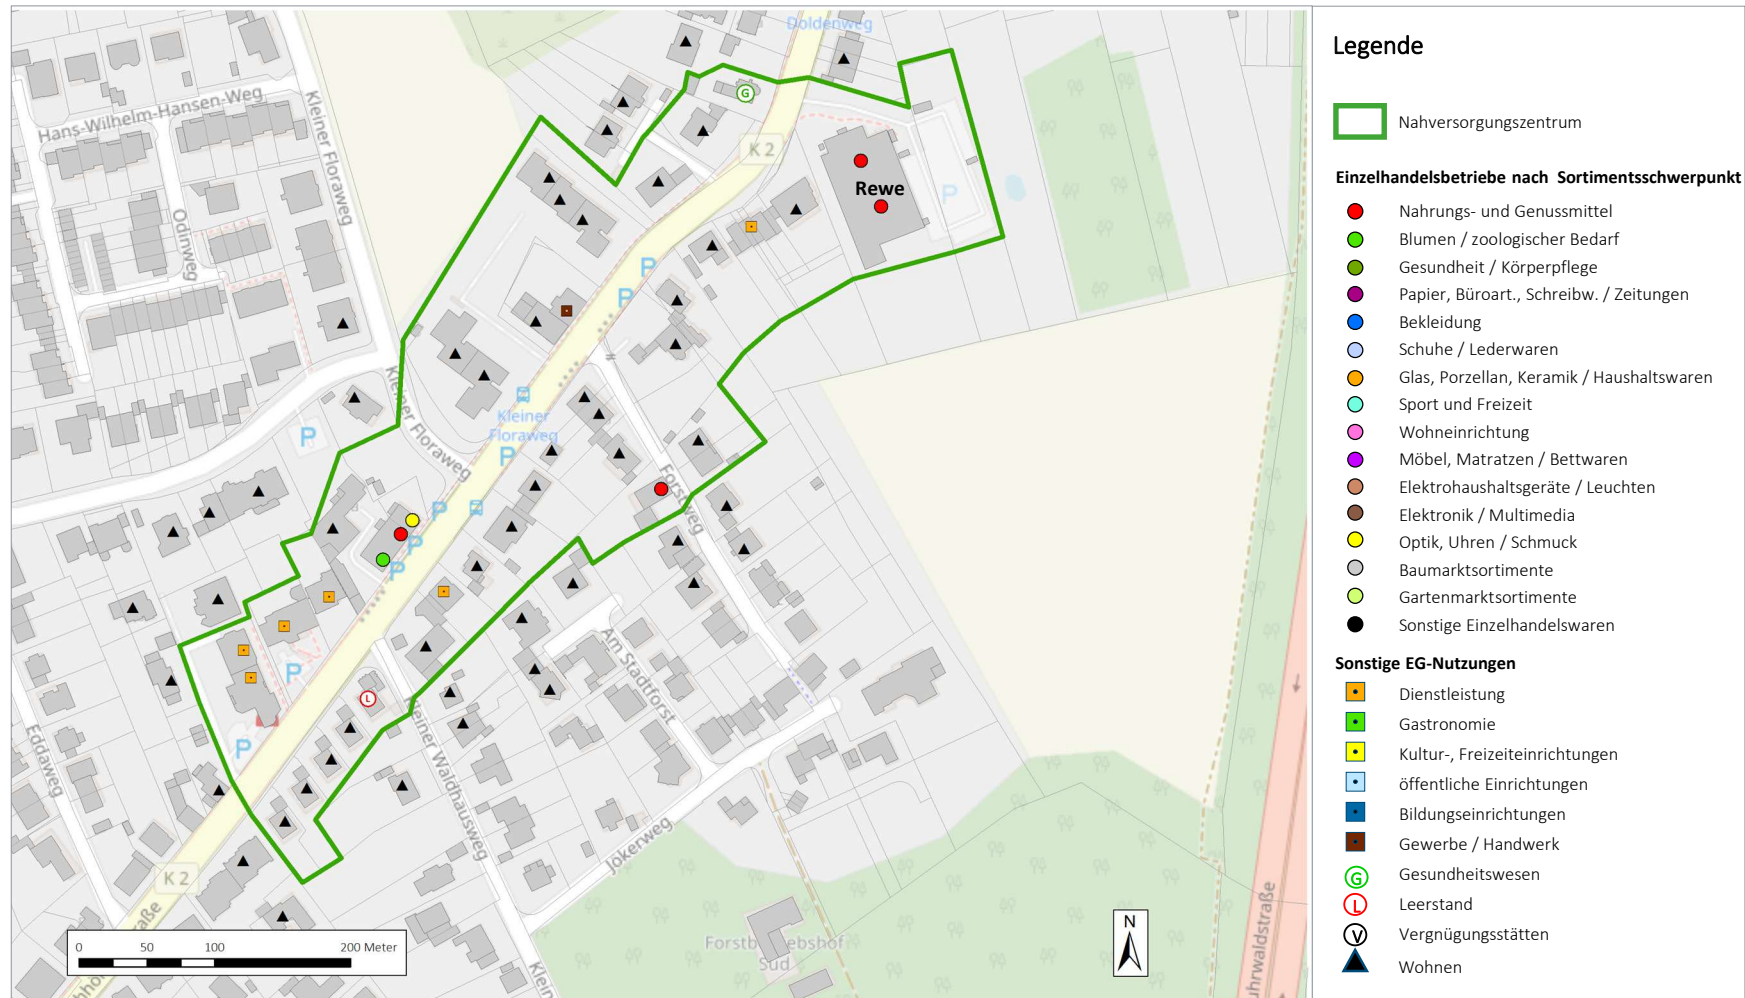 Doldenweg
Hans-Wilhelm-Hansen-Weg
Kleiner Floraweg
Odinweg
G
K 2
Rewe
P
P
P
Kleiner Floraweg
Kleiner
Floraweg
P
P
Forstweg
P
P
P
P
P
L
Am Stadtforst
Kleiner Waldhausweg
Eddaweg
Jökerweg
K 2
0 50 100 200 Meter
N
Legende
Nahversorgungszentrum
Einzelhandelsbetriebe nach Sortimentsschwerpunkt
Nahrungs- und Genussmittel
Blumen / zoologischer Bedarf
Gesundheit / Körperpflege
Papier, Büroart., Schreibw. / Zeitungen
Bekleidung
Schuhe / Lederwaren
Glas, Porzellan, Keramik / Haushaltswaren
Sport und Freizeit
Wohneinrichtung
Möbel, Matratzen / Bettwaren
Elektrohaushaltsgeräte / Leuchten
Elektronik / Multimedia
Optik, Uhren / Schmuck
Baumarktsortimente
Gartenmarktsortimente
Sonstige Einzelhandelswaren
Sonstige EG-Nutzungen
Dienstleistung
Gastronomie
Kultur-, Freizeiteinrichtungen
öffentliche Einrichtungen
Bildungseinrichtungen
Gewerbe / Handwerk
G Gesundheitswesen
L Leerstand
V Vergnügungsstätten
Wohnen